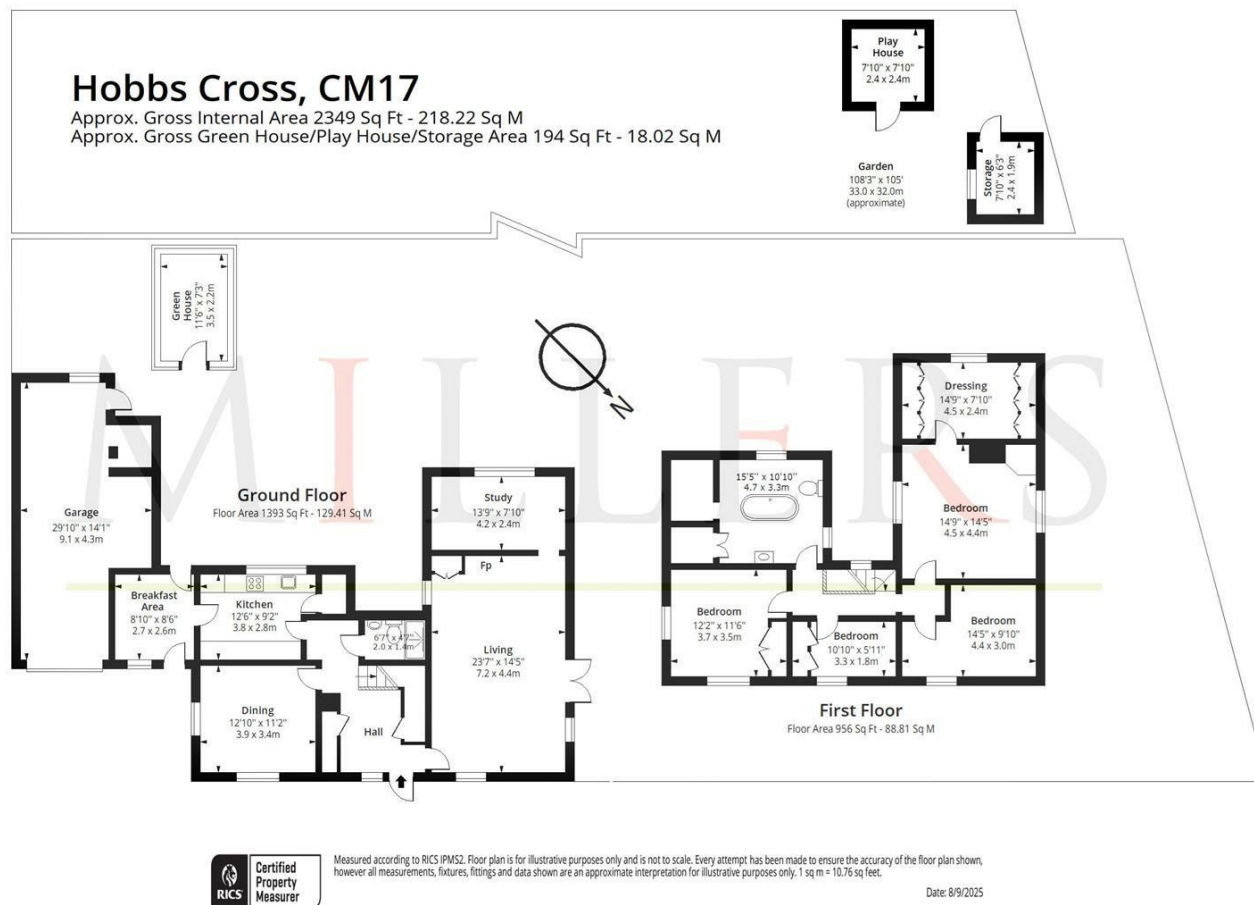 Hobbs Cross, CM17
Approx. Gross Internal Area 2349 Sq Ft - 218.22 Sq M
Approx. Gross Green House/Play House/Storage Area 194 Sq Ft - 18.02 Sq M
Play
House
7'10" x 7'10"
2.4 x 2.4m
Garden
108'3" x 105'
33.0 x 32.0m
(approximate)
Storage
7'10" x 6'3"
2.4 x 1.9m
Green
House
11'6" x 7'3"
3.5 x 2.2m
N
MILLERS
Ground Floor
Floor Area 1393 Sq Ft - 129.41 Sq M
Garage
29'10" x 14'1"
9.1 x 4.3m
Breakfast
Area
8'10" x 8'6"
2.7 x 2.6m
Kitchen
12'6" x 9'2"
3.8 x 2.8m
Study
13'9" x 7'10"
4.2 x 2.4m
Fp
6'7" x 4'7"
2.0 x 1.4m
Living
23'7" x 14'5"
7.2 x 4.4m
Dining
12'10" x 11'2"
3.9 x 3.4m
Hall
Dressing
14'9" x 7'10"
4.5 x 2.4m
15'5" x 10'10"
4.7 x 3.3m
Bedroom
14'9" x 14'5"
4.5 x 4.4m
Bedroom
12'2" x 11'6"
3.7 x 3.5m
Bedroom
10'10" x 5'11"
3.3 x 1.8m
Bedroom
14'5" x 9'10"
4.4 x 3.0m
First Floor
Floor Area 956 Sq Ft - 88.81 Sq M
RICS
Certified
Property
Measurer
Measured according to RICS IPMS2. Floor plan is for illustrative purposes only and is not to scale. Every attempt has been made to ensure the accuracy of the floor plan shown,
however all measurements, fixtures, fittings and data shown are an approximate interpretation for illustrative purposes only. 1 sq m = 10.76 sq feet.
Date: 8/9/2025